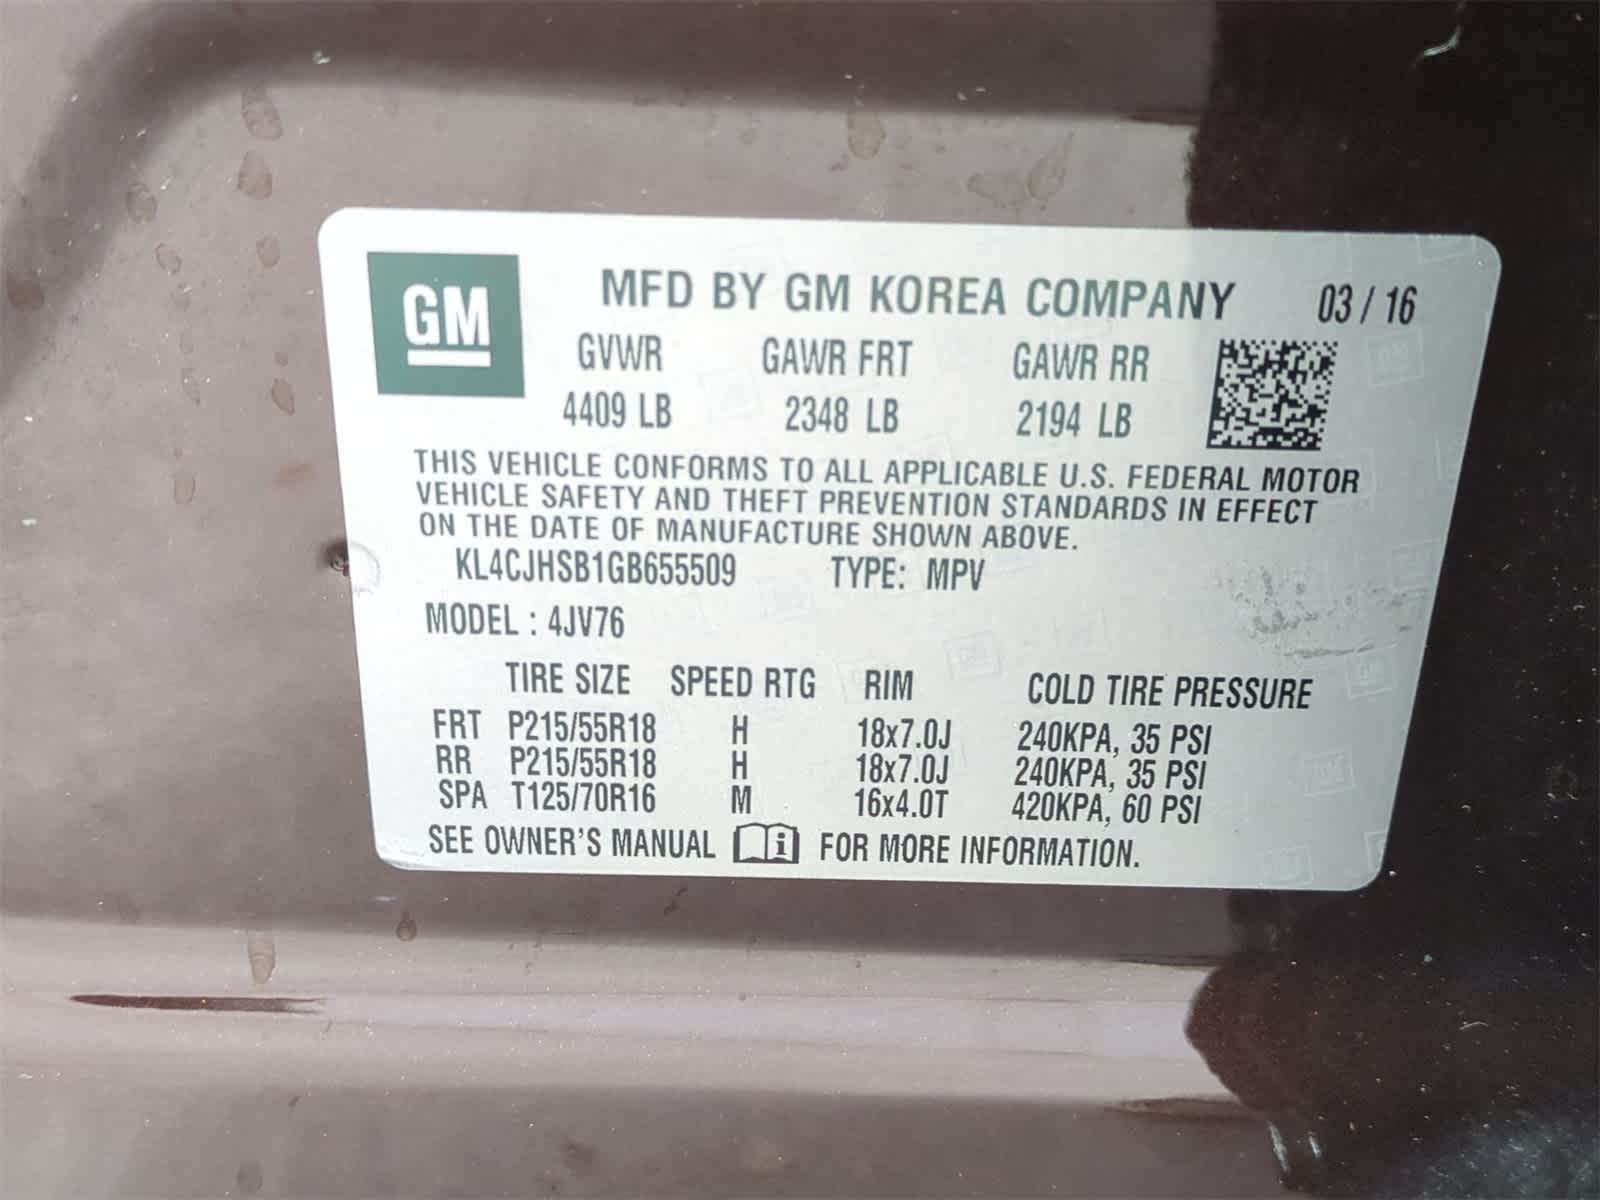 GM
MFD BY GM KOREA COMPANY 03 / 16
GVWR GAWR FRT GAWR RR
4409 LB 2348 LB 2194 LB
THIS VEHICLE CONFORMS TO ALL APPLICABLE U.S. FEDERAL MOTOR
VEHICLE SAFETY AND THEFT PREVENTION STANDARDS IN EFFECT
ON THE DATE OF MANUFACTURE SHOWN ABOVE.
KL4CJHSB1GB655509 TYPE: MPV
MODEL : 4JV76
TIRE SIZE SPEED RTG RIM COLD TIRE PRESSURE
FRT P215/55R18 H 18x7.0J 240KPA, 35 PSI
RR P215/55R18 H 18x7.0J 240KPA, 35 PSI
SPA T125/70R16 M 16x4.0T 420KPA, 60 PSI
SEE OWNER'S MANUAL i FOR MORE INFORMATION.